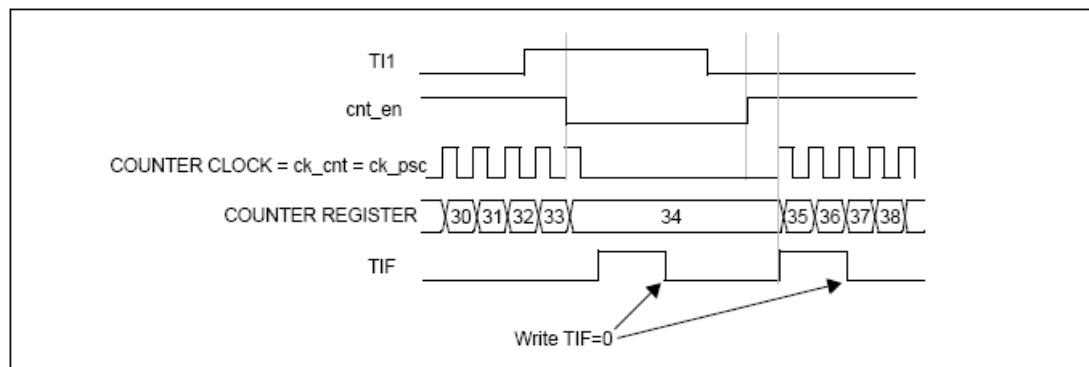 TI1
cnt_en
COUNTER CLOCK = ck_cnt = ck_psc
COUNTER REGISTER 30 31 32 33 34 35 36 37 38
TIF
Write TIF=0